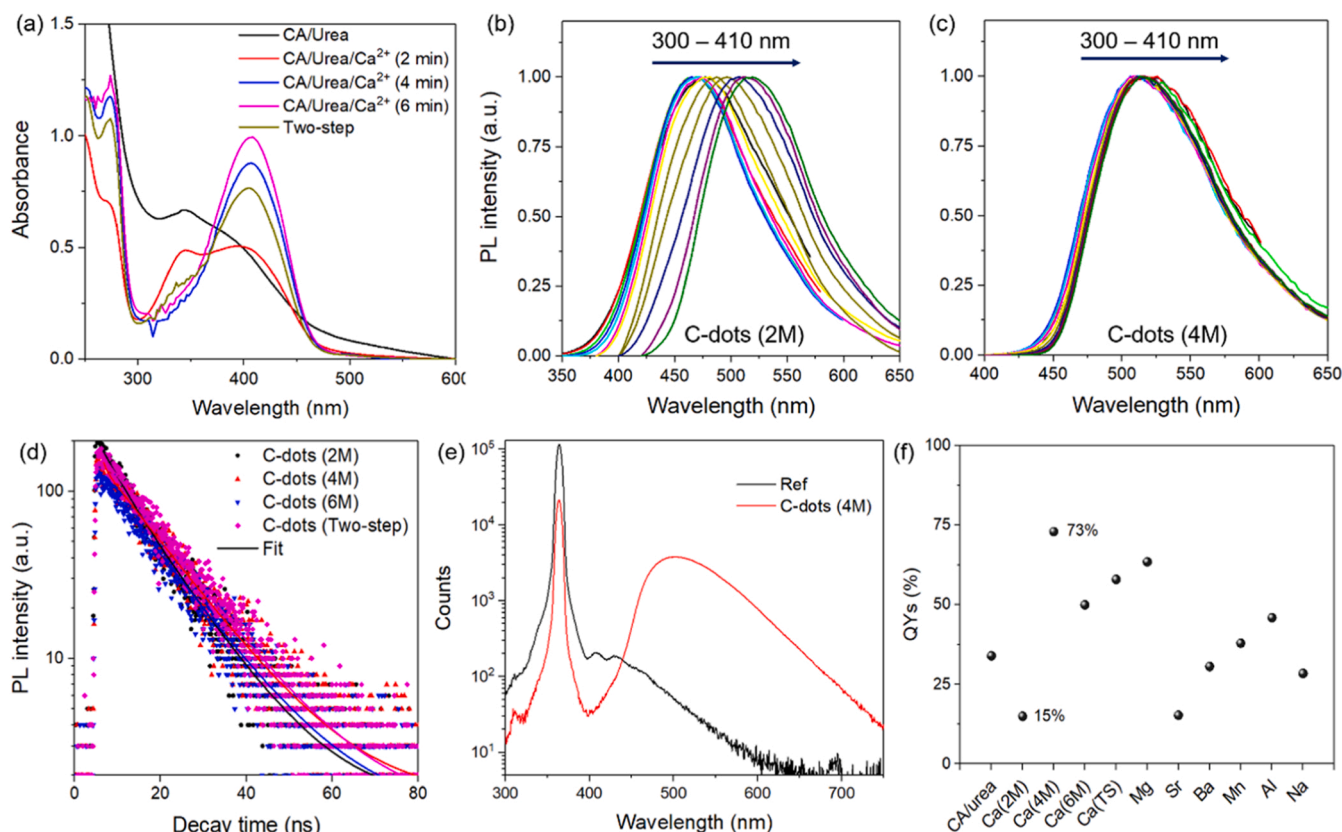 (a)
1.5
1.0
0.5
0.0
Absorbance
CA/Urea
CA/Urea/Ca²⁺ (2 min)
CA/Urea/Ca²⁺ (4 min)
CA/Urea/Ca²⁺ (6 min)
Two-step
300 400 500 600
Wavelength (nm)
(b)
300 – 410 nm
1.00
0.75
0.50
0.25
0.00
PL intensity (a.u.)
C-dots (2M)
350 400 450 500 550 600 650
Wavelength (nm)
(c)
300 – 410 nm
1.00
0.75
0.50
0.25
0.00
C-dots (4M)
400 450 500 550 600 650
Wavelength (nm)
(d)
100
10
PL intensity (a.u.)
C-dots (2M)
C-dots (4M)
C-dots (6M)
C-dots (Two-step)
Fit
0 20 40 60 80
Decay time (ns)
(e)
10⁵
10⁴
10³
10²
10¹
Counts
Ref
C-dots (4M)
300 400 500 600 700
Wavelength (nm)
(f)
100
75
50
25
0
QYs (%)
73%
15%
CA/urea
Ca(2M)
Ca(4M)
Ca(6M)
Ca(TS)
Mg
Sr
Ba
Mn
Al
Na